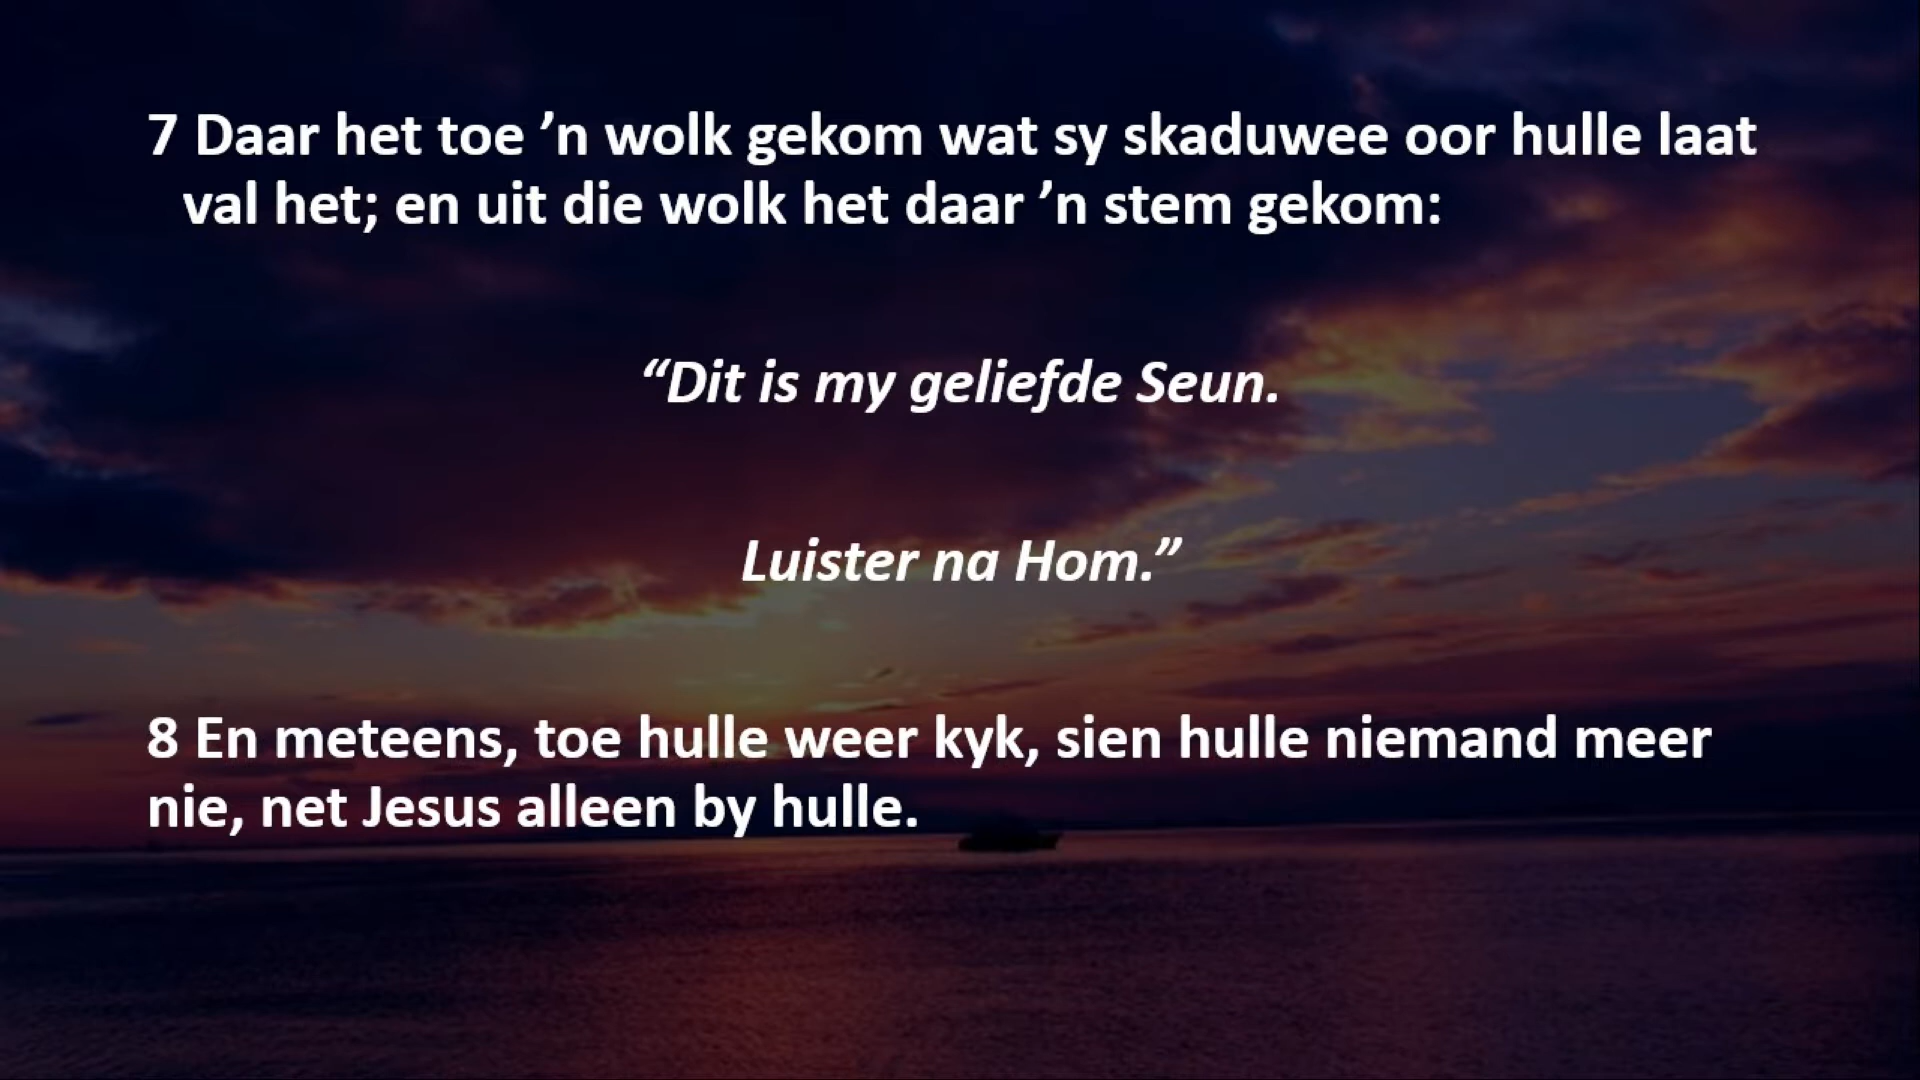 7 Daar het toe ’n wolk gekom wat sy skaduwee oor hulle laat
val het; en uit die wolk het daar ’n stem gekom:
“Dit is my geliefde Seun.
Luister na Hom.”
8 En meteens, toe hulle weer kyk, sien hulle niemand meer
nie, net Jesus alleen by hulle.